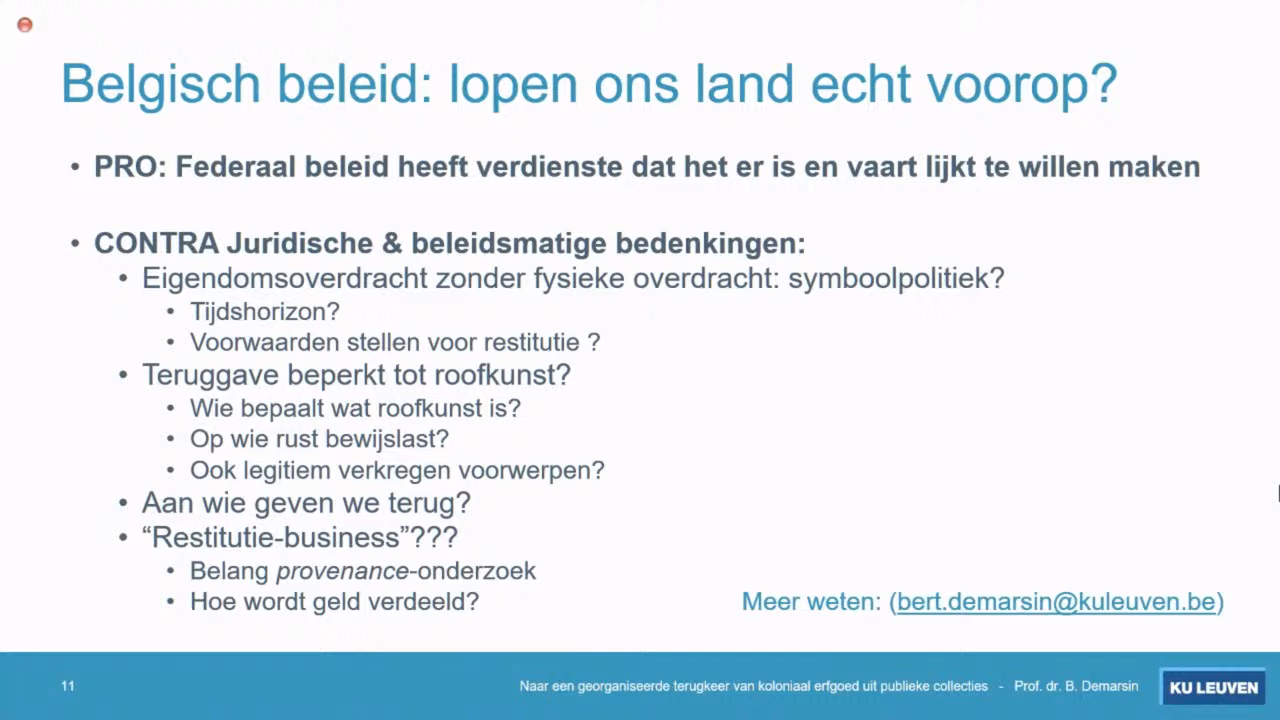 Belgisch beleid: lopen ons land echt voorop?
• PRO: Federaal beleid heeft verdienste dat het er is en vaart lijkt te willen maken
• CONTRA Juridische & beleidsmatige bedenkingen:
• Eigendomsoverdracht zonder fysieke overdracht: symboolpolitiek?
• Tijdshorizon?
• Voorwaarden stellen voor restitutie ?
• Teruggave beperkt tot roofkunst?
• Wie bepaalt wat roofkunst is?
• Op wie rust bewijslast?
• Ook legitiem verkregen voorwerpen?
• Aan wie geven we terug?
• “Restitutie-business”???
• Belang provenance-onderzoek
• Hoe wordt geld verdeeld?
Meer weten: (bert.demarsin@kuleuven.be)
11
Naar een georganiseerde terugkeer van koloniaal erfgoed uit publieke collecties - Prof. dr. B. Demarsin
KU LEUVEN